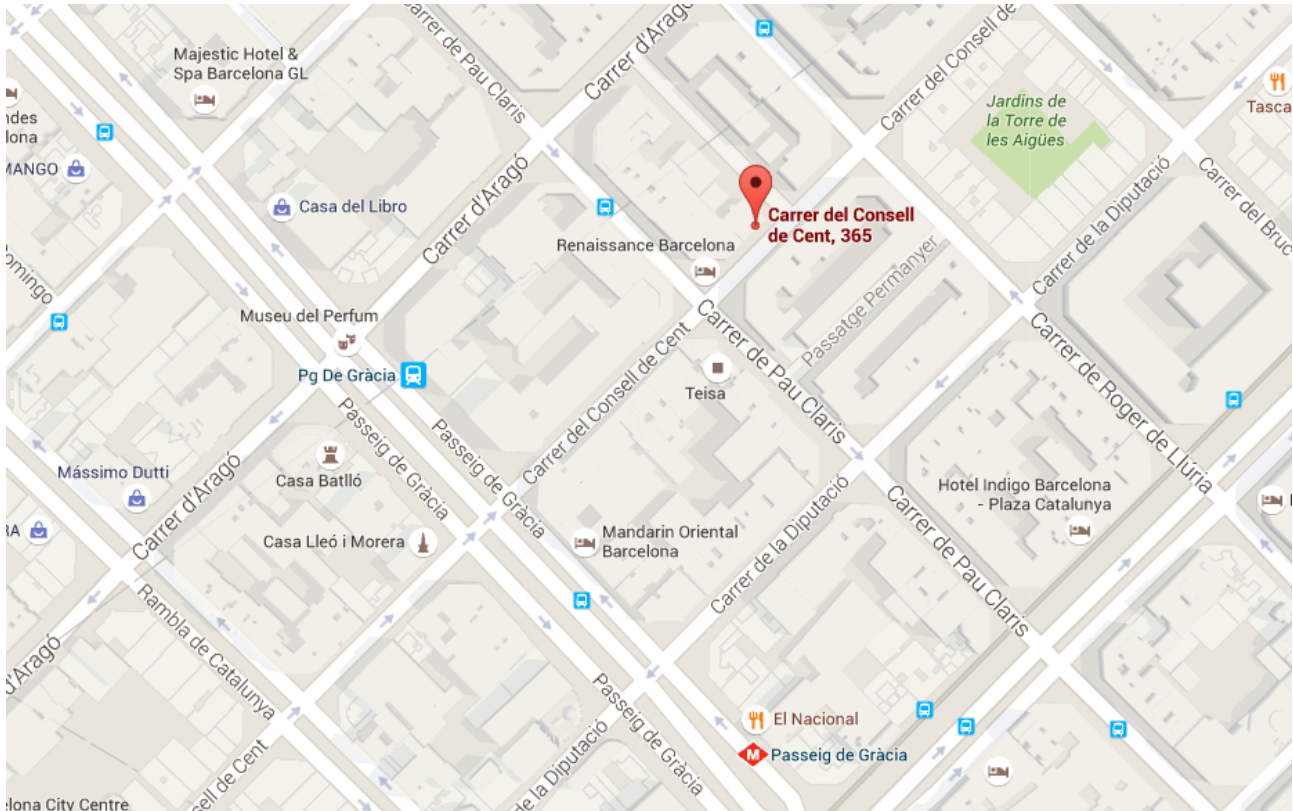 Carrer de Pau Claris
Carrer d'Aragó
Carrer del Consell de
Majestic Hotel &
Spa Barcelona GL
Tasca
Jardins de
la Torre de
les Aigües
MANGO
Casa del Libro
Carrer d'Aragó
Carrer de la Diputació
Carrer del Bruc
Carrer del Consell
de Cent, 365
Renaissance Barcelona
Passatge Permanyer
Museu del Perfum
Pg De Gràcia
Carrer del Consell de Cent
Carrer de Pau Claris
Teisa
Carrer de Roger de Llúria
Passeig de Gràcia
Passeig de Gràcia
Casa Batlló
Mássimo Dutti
Carrer d'Aragó
Casa Lleó i Morera
Mandarin Oriental
Barcelona
Hotel Indigo Barcelona
- Plaza Catalunya
Carrer de la Diputació
Carrer de Pau Claris
Rambla de Catalunya
d'Aragó
Passeig de Gràcia
El Nacional
M
Passeig de Gràcia
de la Diputació
sell de Cent
elona City Centre